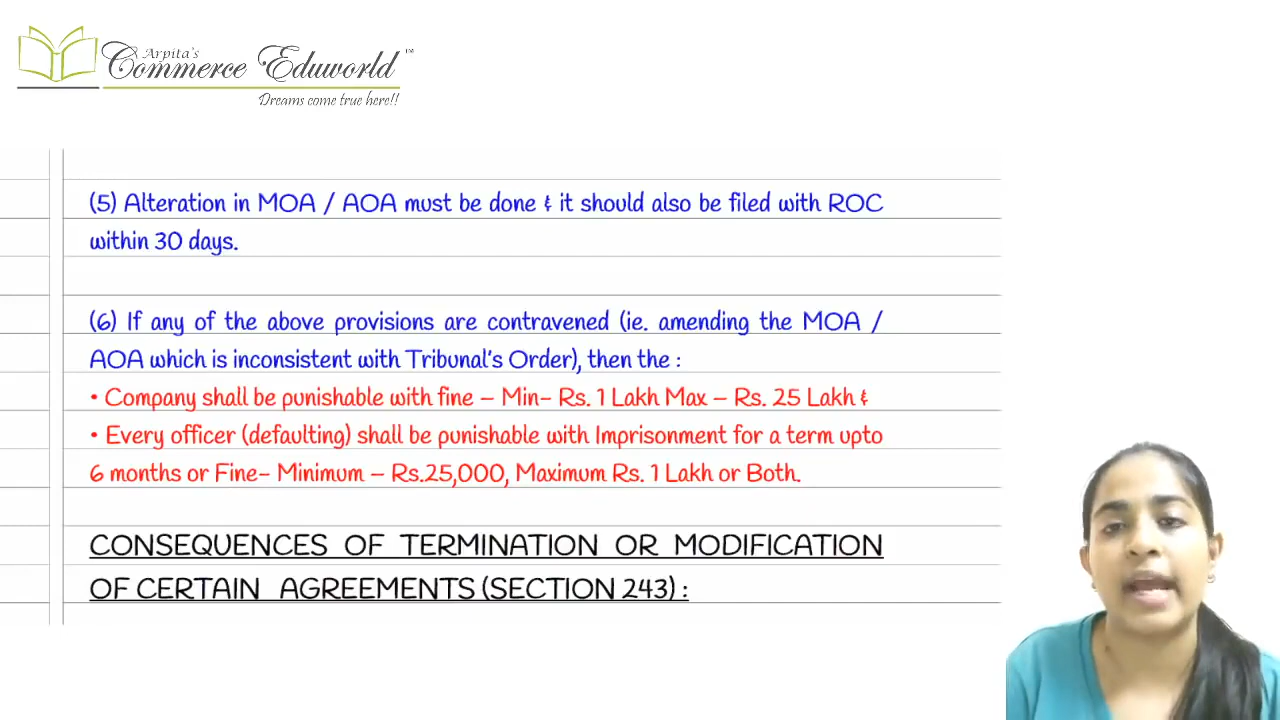 Arpita's
Commerce Eduworld™
Dreams come true here!!
(5) Alteration in MOA / AOA must be done & it should also be filed with ROC
within 30 days.
(6) If any of the above provisions are contravened (ie. amending the MOA /
AOA which is inconsistent with Tribunal's Order), then the :
• Company shall be punishable with fine – Min- Rs. 1 Lakh Max – Rs. 25 Lakh &
• Every officer (defaulting) shall be punishable with Imprisonment for a term upto
6 months or Fine- Minimum – Rs.25,000, Maximum Rs. 1 Lakh or Both.
CONSEQUENCES OF TERMINATION OR MODIFICATION
OF CERTAIN AGREEMENTS (SECTION 243) :